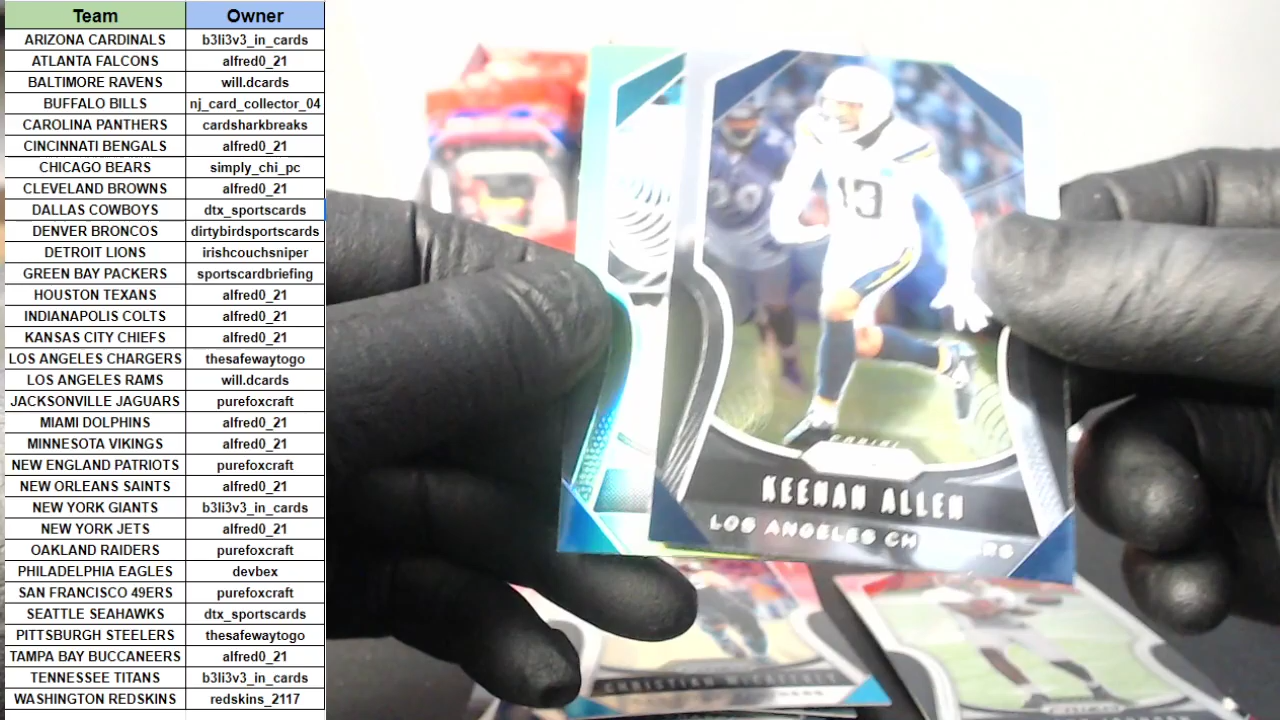 Team Owner
ARIZONA CARDINALS b3li3v3_in_cards
ATLANTA FALCONS alfred0_21
BALTIMORE RAVENS will.dcards
BUFFALO BILLS nj_card_collector_04
CAROLINA PANTHERS cardsharkbreaks
CINCINNATI BENGALS alfred0_21
CHICAGO BEARS simply_chi_pc
CLEVELAND BROWNS alfred0_21
DALLAS COWBOYS dtx_sportscards
DENVER BRONCOS dirtybirdsportscards
DETROIT LIONS irishcouchsniper
GREEN BAY PACKERS sportscardbriefing
HOUSTON TEXANS alfred0_21
INDIANAPOLIS COLTS alfred0_21
KANSAS CITY CHIEFS alfred0_21
LOS ANGELES CHARGERS thesafewaytogo
LOS ANGELES RAMS will.dcards
JACKSONVILLE JAGUARS purefoxcraft
MIAMI DOLPHINS alfred0_21
MINNESOTA VIKINGS alfred0_21
NEW ENGLAND PATRIOTS purefoxcraft
NEW ORLEANS SAINTS alfred0_21
NEW YORK GIANTS b3li3v3_in_cards
NEW YORK JETS alfred0_21
OAKLAND RAIDERS purefoxcraft
PHILADELPHIA EAGLES devbex
SAN FRANCISCO 49ERS purefoxcraft
SEATTLE SEAHAWKS dtx_sportscards
PITTSBURGH STEELERS thesafewaytogo
TAMPA BAY BUCCANEERS alfred0_21
TENNESSEE TITANS b3li3v3_in_cards
WASHINGTON REDSKINS redskins_2117
13
PANINI
KEENAN ALLEN
LOS ANGELES
CHRISTIAN MCCAFFREY